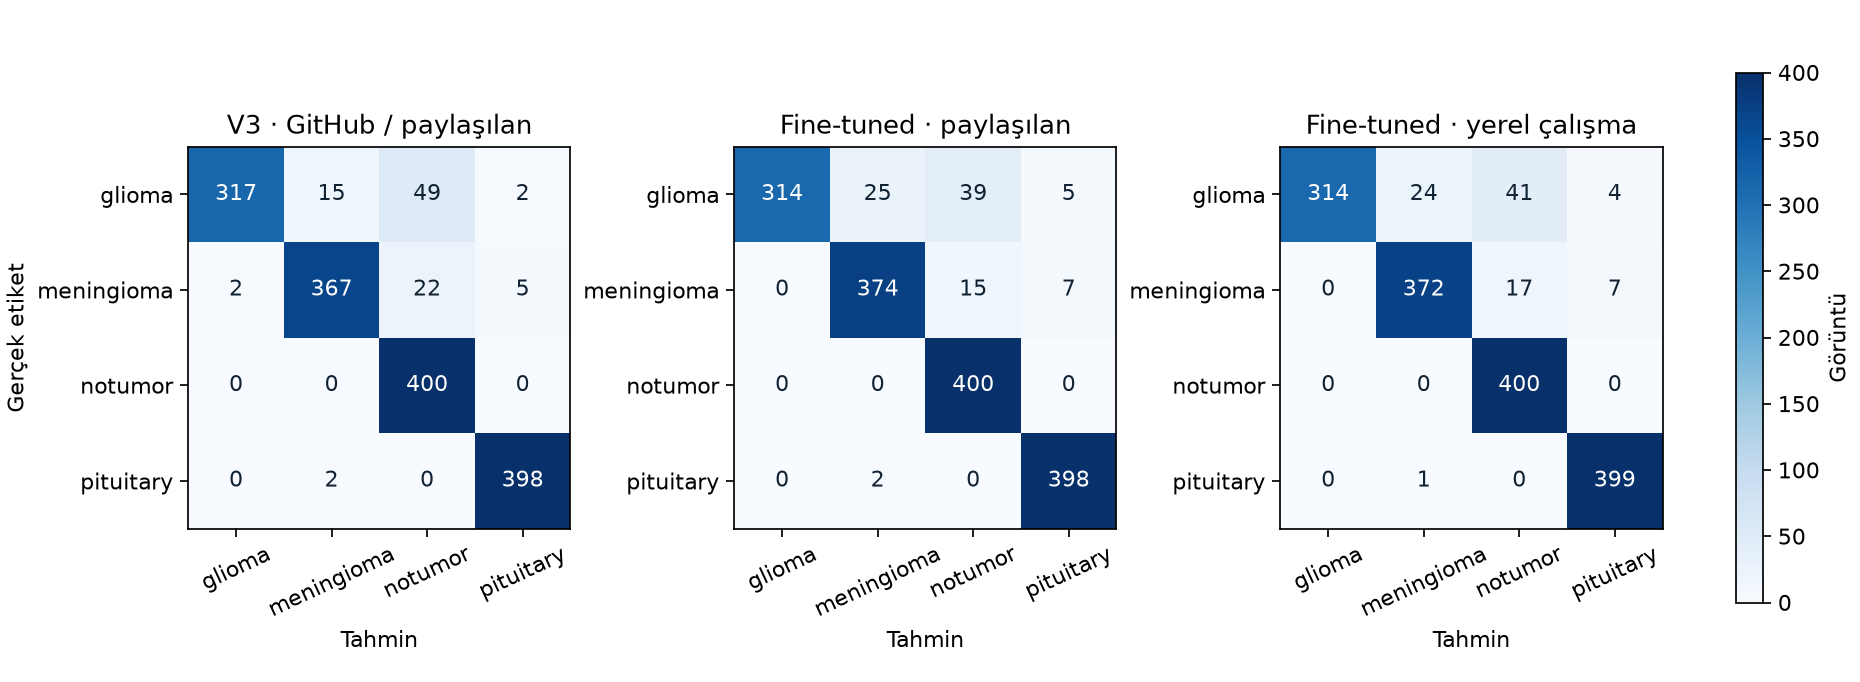 V3 · GitHub / paylaşılan
Gerçek etiket
glioma 317 15 49 2
meningioma 2 367 22 5
notumor 0 0 400 0
pituitary 0 2 0 398
glioma meningioma notumor pituitary
Tahmin
Fine-tuned · paylaşılan
glioma 314 25 39 5
meningioma 0 374 15 7
notumor 0 0 400 0
pituitary 0 2 0 398
glioma meningioma notumor pituitary
Tahmin
Fine-tuned · yerel çalışma
glioma 314 24 41 4
meningioma 0 372 17 7
notumor 0 0 400 0
pituitary 0 1 0 399
glioma meningioma notumor pituitary
Tahmin
400
350
300
250
200
150
100
50
0
Görüntü